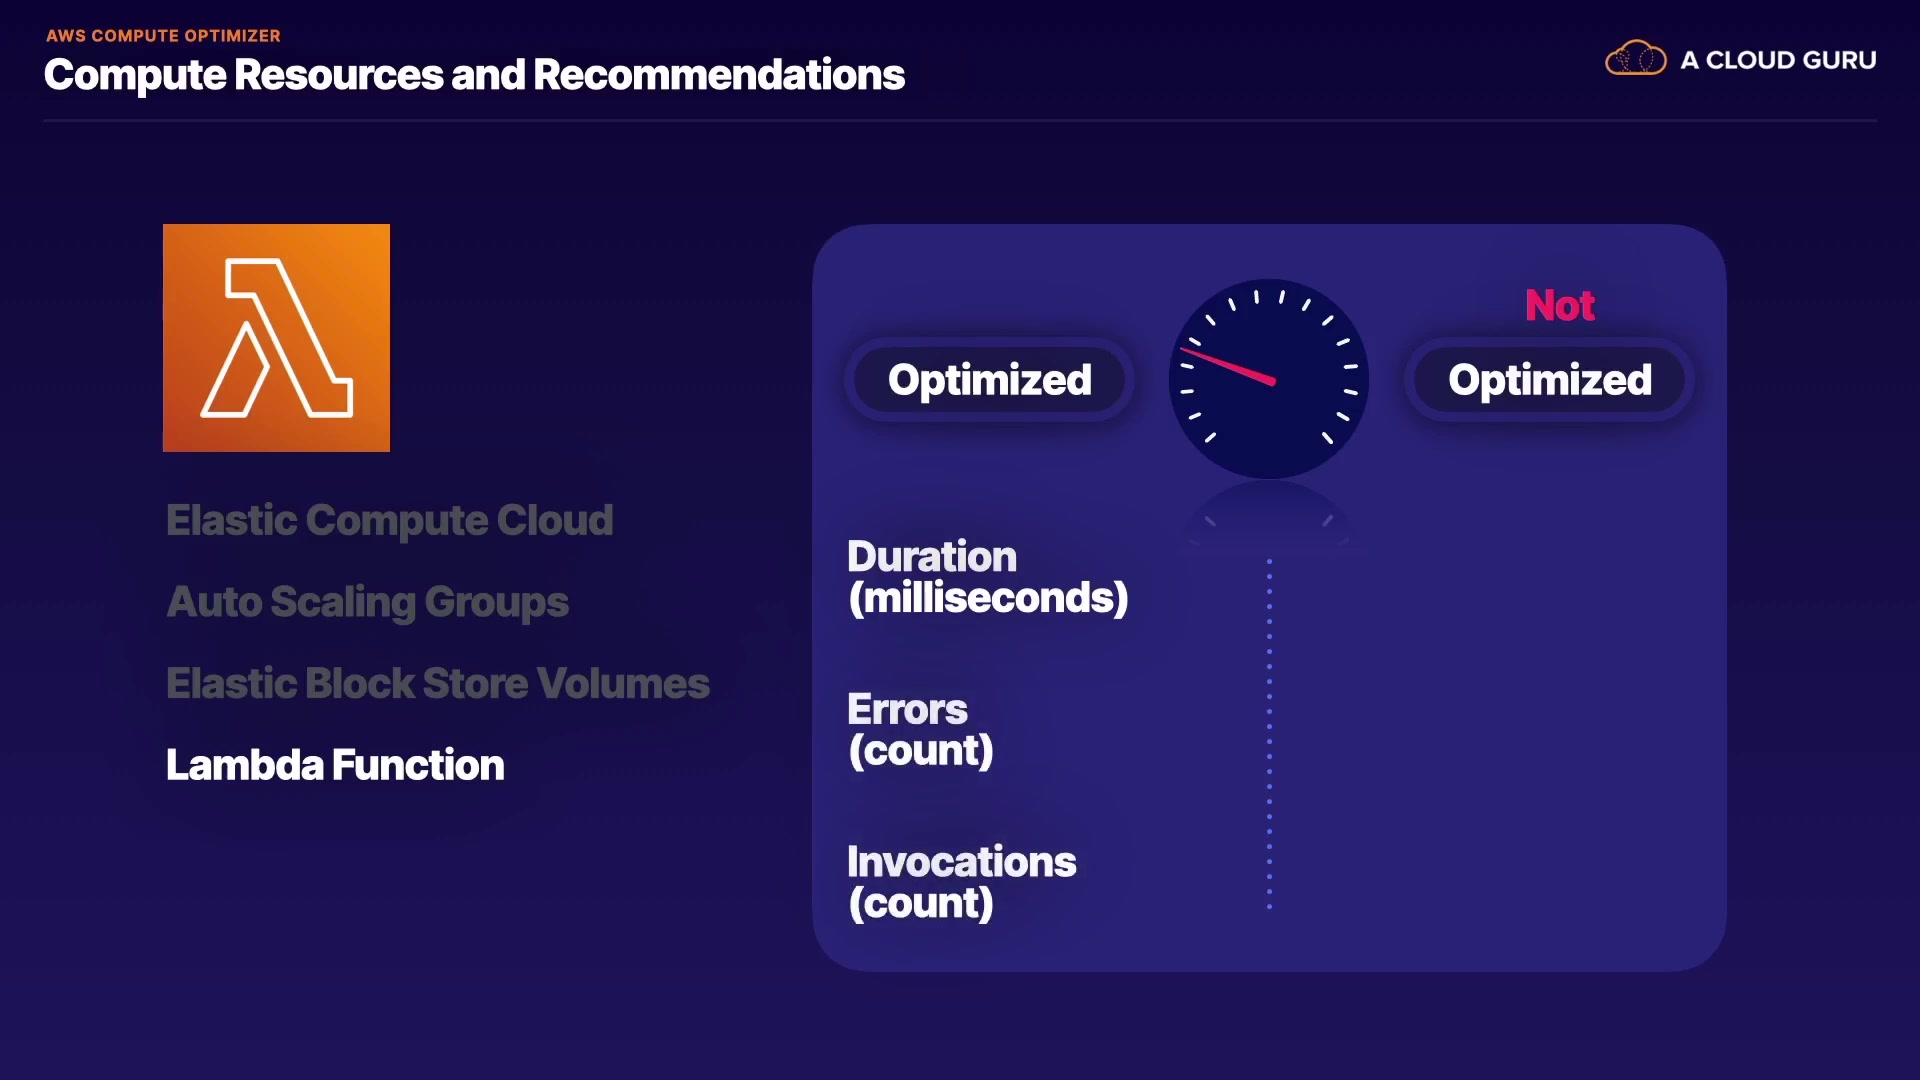 AWS COMPUTE OPTIMIZER
Compute Resources and Recommendations
A CLOUD GURU
Elastic Compute Cloud
Auto Scaling Groups
Elastic Block Store Volumes
Lambda Function
Optimized
Not
Optimized
Duration
(milliseconds)
Errors
(count)
Invocations
(count)